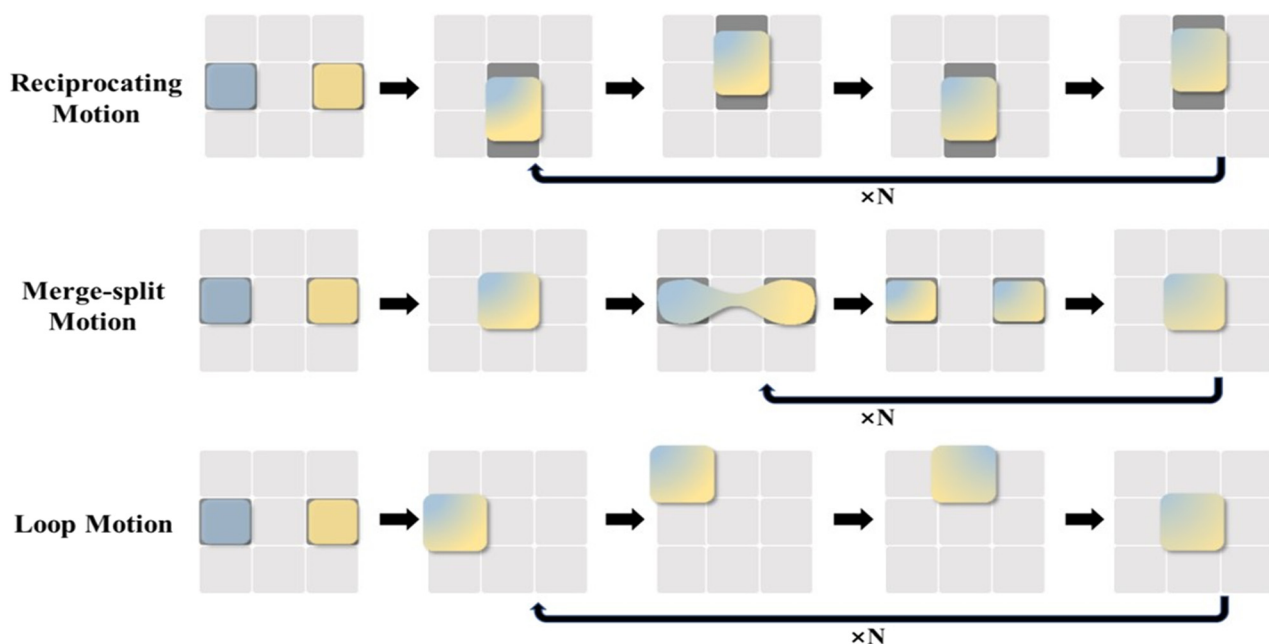 Reciprocating
Motion
×N
Merge-split
Motion
×N
Loop Motion
×N